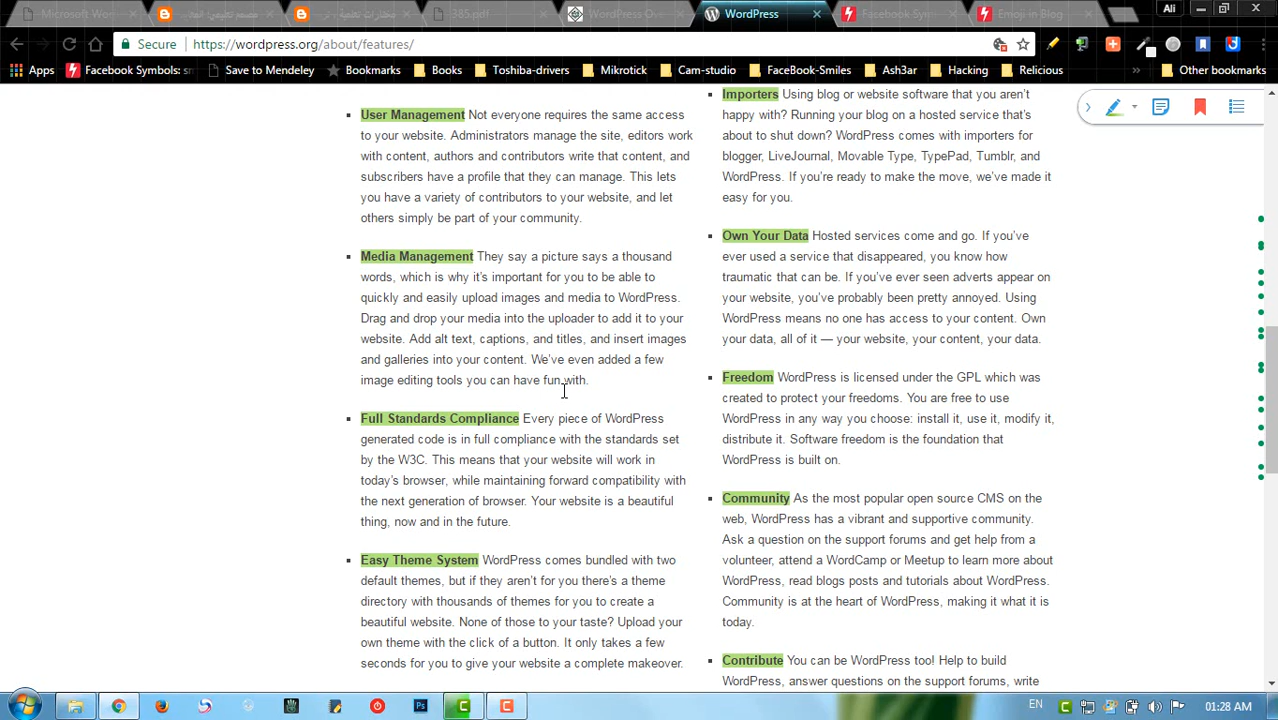 Microsoft Wor
385.pdf
WordPress Ov
WordPress
Facebook Sy
Emoji in Blog
Ali
Secure https://wordpress.org/about/features/
Apps
Facebook Symbols: sm
Save to Mendeley
Bookmarks
Books
Toshiba-drivers
Mikrotick
Cam-studio
FaceBook-Smiles
Ash3ar
Hacking
Relicious
»
Other bookmarks
User Management Not everyone requires the same access
to your website. Administrators manage the site, editors work
with content, authors and contributors write that content, and
subscribers have a profile that they can manage. This lets
you have a variety of contributors to your website, and let
others simply be part of your community.
Media Management They say a picture says a thousand
words, which is why it's important for you to be able to
quickly and easily upload images and media to WordPress.
Drag and drop your media into the uploader to add it to your
website. Add alt text, captions, and titles, and insert images
and galleries into your content. We've even added a few
image editing tools you can have fun with.
Full Standards Compliance Every piece of WordPress
generated code is in full compliance with the standards set
by the W3C. This means that your website will work in
today's browser, while maintaining forward compatibility with
the next generation of browser. Your website is a beautiful
thing, now and in the future.
Easy Theme System WordPress comes bundled with two
default themes, but if they aren't for you there's a theme
directory with thousands of themes for you to create a
beautiful website. None of those to your taste? Upload your
own theme with the click of a button. It only takes a few
seconds for you to give your website a complete makeover.
Importers Using blog or website software that you aren't
happy with? Running your blog on a hosted service that's
about to shut down? WordPress comes with importers for
blogger, LiveJournal, Movable Type, TypePad, Tumblr, and
WordPress. If you're ready to make the move, we've made it
easy for you.
Own Your Data Hosted services come and go. If you've
ever used a service that disappeared, you know how
traumatic that can be. If you've ever seen adverts appear on
your website, you've probably been pretty annoyed. Using
WordPress means no one has access to your content. Own
your data, all of it — your website, your content, your data.
Freedom WordPress is licensed under the GPL which was
created to protect your freedoms. You are free to use
WordPress in any way you choose: install it, use it, modify it,
distribute it. Software freedom is the foundation that
WordPress is built on.
Community As the most popular open source CMS on the
web, WordPress has a vibrant and supportive community.
Ask a question on the support forums and get help from a
volunteer, attend a WordCamp or Meetup to learn more about
WordPress, read blogs posts and tutorials about WordPress.
Community is at the heart of WordPress, making it what it is
today.
Contribute You can be WordPress too! Help to build
WordPress, answer questions on the support forums, write
EN
01:28 AM